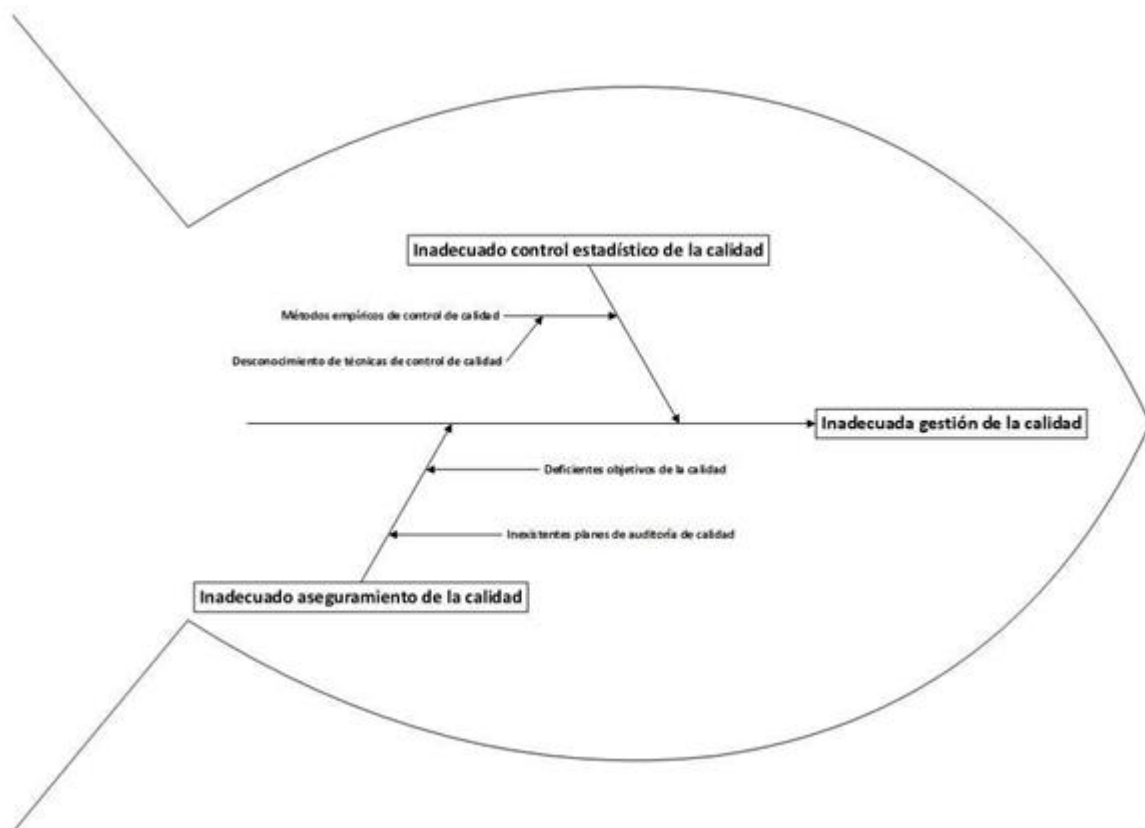 Inadecuado control estadístico de la calidad
Métodos empíricos de control de calidad
Desconocimiento de técnicas de control de calidad
Inadecuada gestión de la calidad
Deficientes objetivos de la calidad
Inexistentes planes de auditoría de calidad
Inadecuado aseguramiento de la calidad